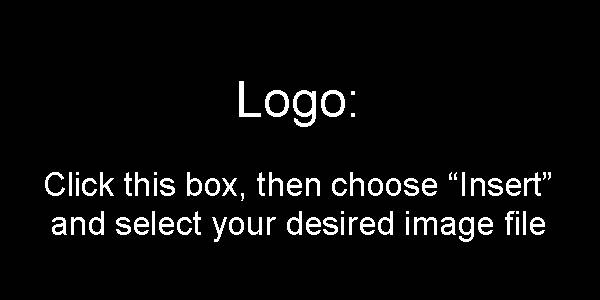 Logo:
Click this box, then choose “Insert”
and select your desired image file